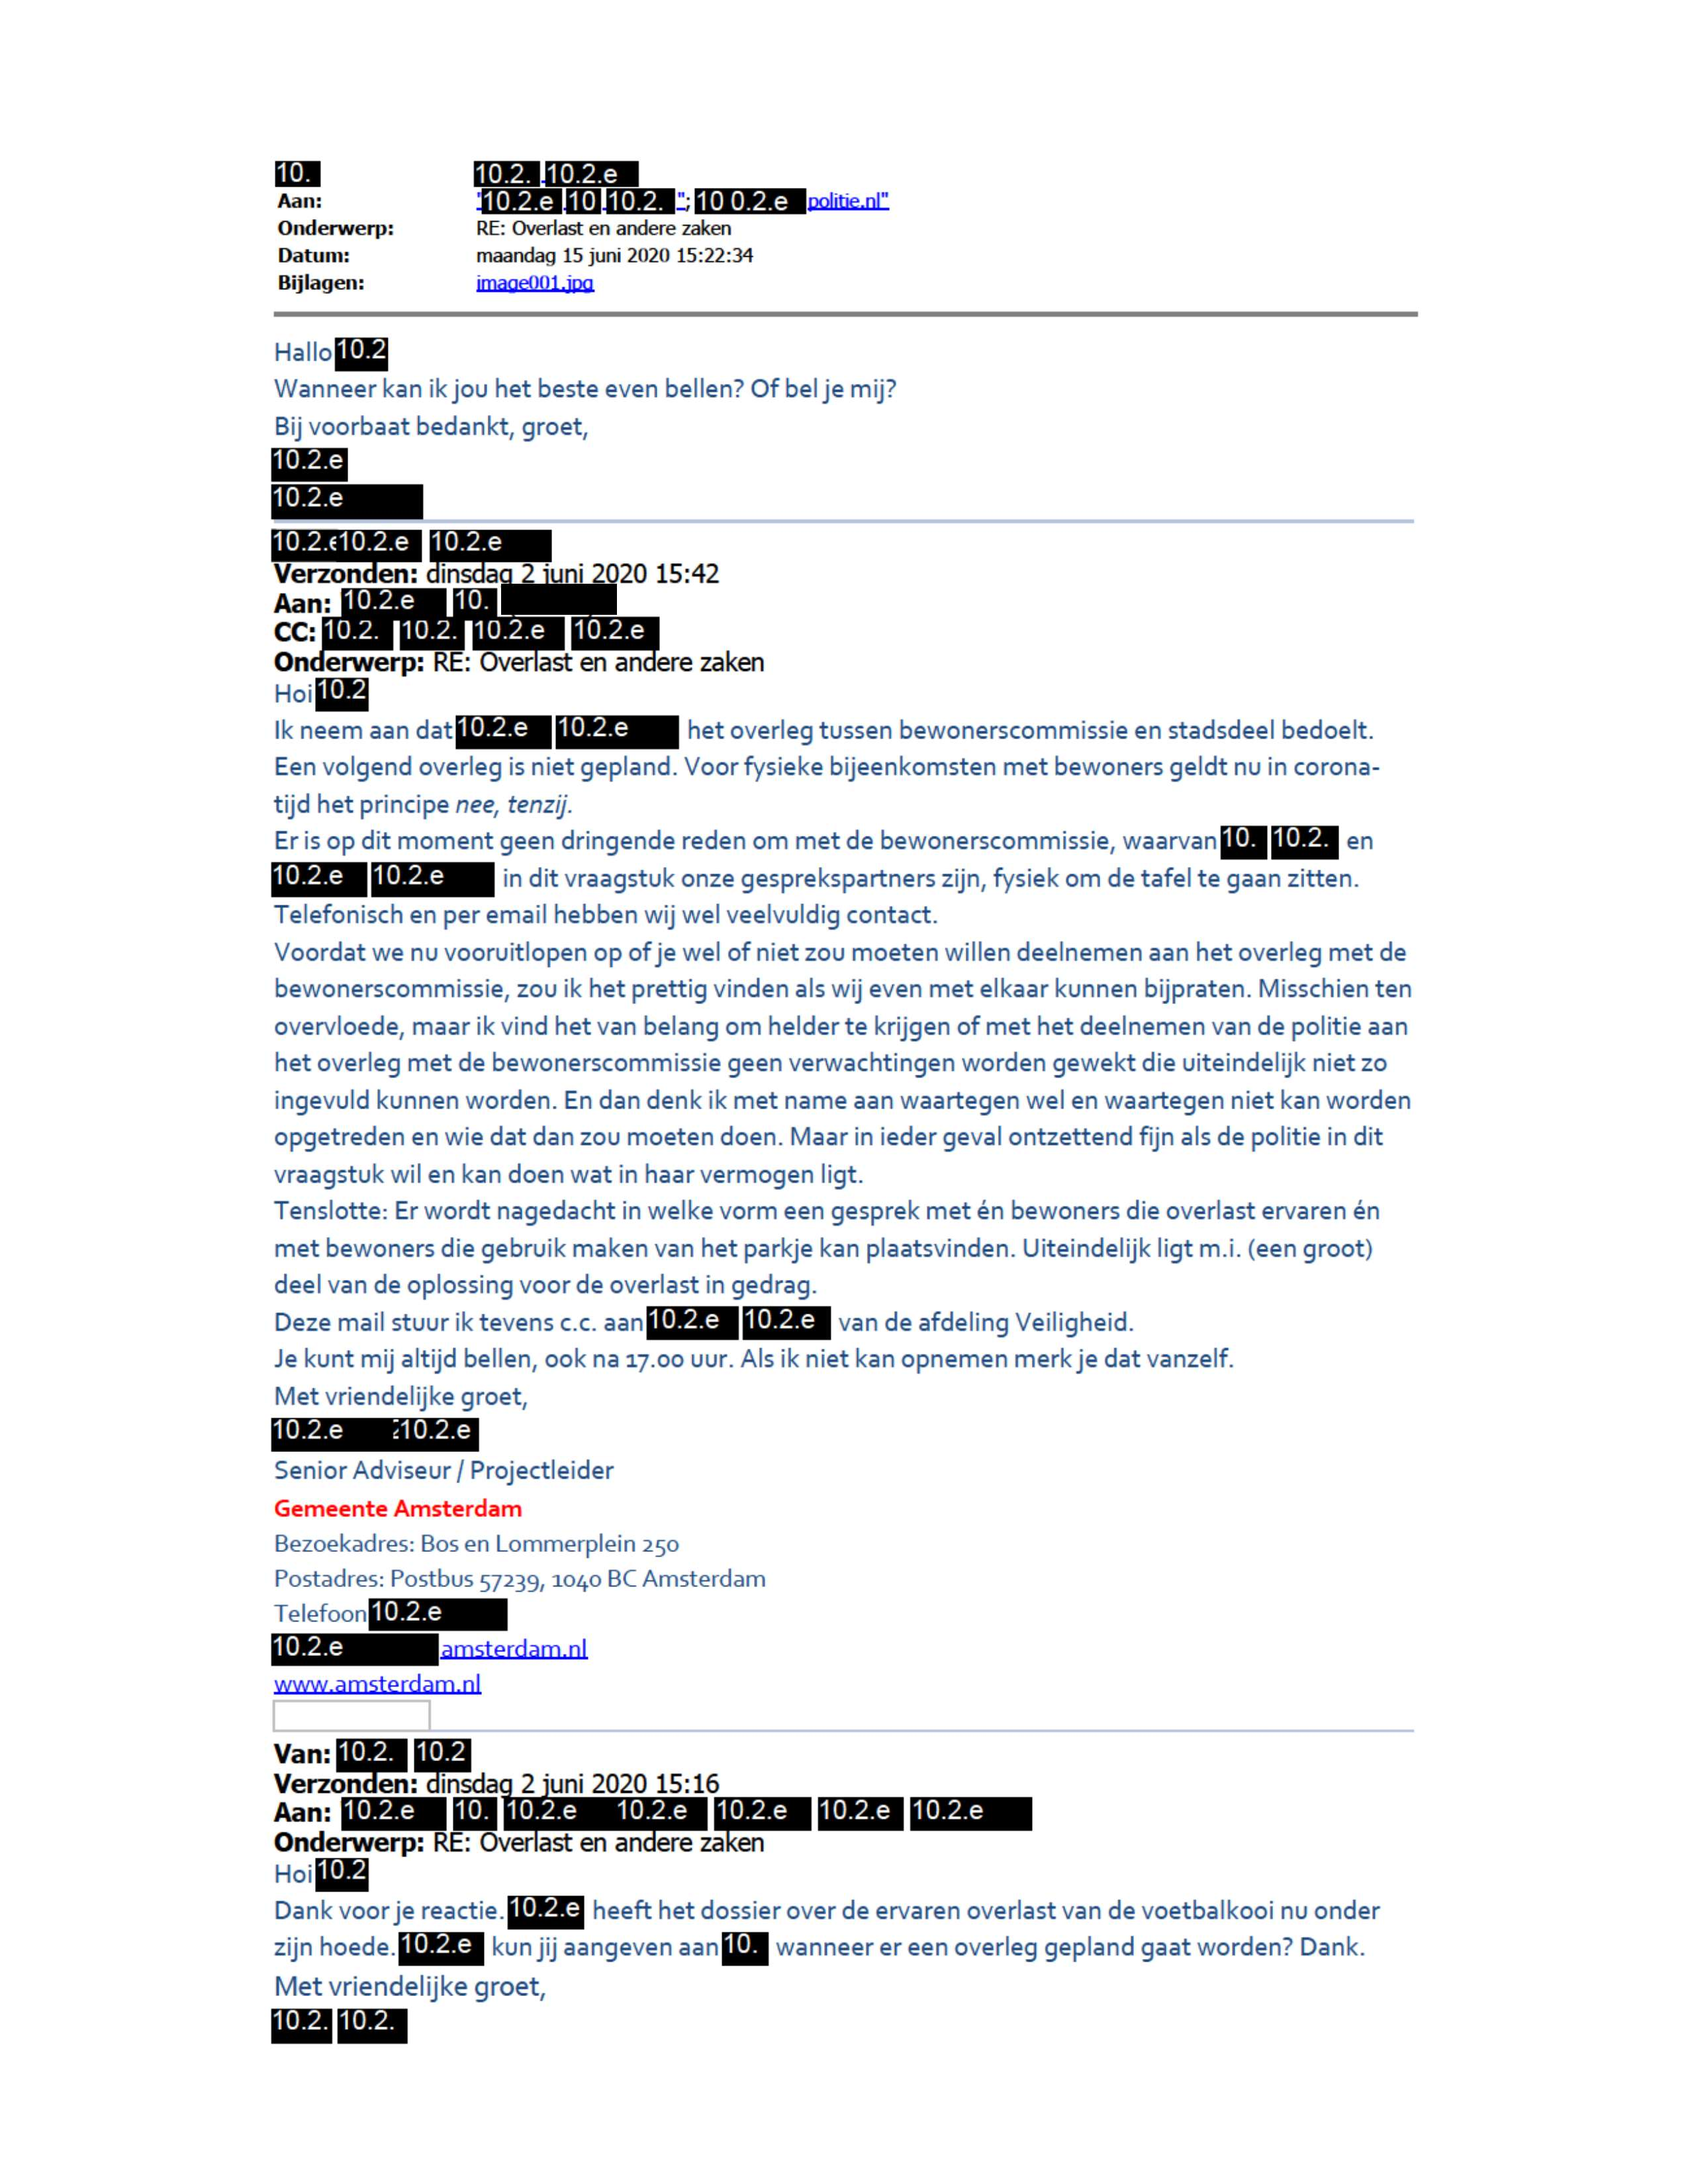 10. 10.2. 10.2.e
Aan: "10.2.e 10 10.2. "; 10 0.2.e politie.nl"
Onderwerp: RE: Overlast en andere zaken
Datum: maandag 15 juni 2020 15:22:34
Bijlagen: image001.jpg
Hallo 10.2
Wanneer kan ik jou het beste even bellen? Of bel je mij?
Bij voorbaat bedankt, groet,
10.2.e
10.2.e
10.2.e 10.2.e 10.2.e
Verzonden: dinsdag 2 juni 2020 15:42
Aan: 10.2.e 10.
CC: 10.2. 10.2. 10.2.e 10.2.e
Onderwerp: RE: Overlast en andere zaken
Hoi 10.2
Ik neem aan dat 10.2.e 10.2.e het overleg tussen bewonerscommissie en stadsdeel bedoelt.
Een volgend overleg is niet gepland. Voor fysieke bijeenkomsten met bewoners geldt nu in corona-
tijd het principe nee, tenzij.
Er is op dit moment geen dringende reden om met de bewonerscommissie, waarvan 10. 10.2. en
10.2.e 10.2.e in dit vraagstuk onze gesprekspartners zijn, fysiek om de tafel te gaan zitten.
Telefonisch en per email hebben wij wel veelvuldig contact.
Voordat we nu vooruitlopen op of je wel of niet zou moeten willen deelnemen aan het overleg met de
bewonerscommissie, zou ik het prettig vinden als wij even met elkaar kunnen bijpraten. Misschien ten
overvloede, maar ik vind het van belang om helder te krijgen of met het deelnemen van de politie aan
het overleg met de bewonerscommissie geen verwachtingen worden gewekt die uiteindelijk niet zo
ingevuld kunnen worden. En dan denk ik met name aan waartegen wel en waartegen niet kan worden
opgetreden en wie dat dan zou moeten doen. Maar in ieder geval ontzettend fijn als de politie in dit
vraagstuk wil en kan doen wat in haar vermogen ligt.
Tenslotte: Er wordt nagedacht in welke vorm een gesprek met én bewoners die overlast ervaren én
met bewoners die gebruik maken van het parkje kan plaatsvinden. Uiteindelijk ligt m.i. (een groot)
deel van de oplossing voor de overlast in gedrag.
Deze mail stuur ik tevens c.c. aan 10.2.e 10.2.e van de afdeling Veiligheid.
Je kunt mij altijd bellen, ook na 17.00 uur. Als ik niet kan opnemen merk je dat vanzelf.
Met vriendelijke groet,
10.2.e 10.2.e
Senior Adviseur / Projectleider
Gemeente Amsterdam
Bezoekadres: Bos en Lommerplein 250
Postadres: Postbus 57239, 1040 BC Amsterdam
Telefoon 10.2.e
10.2.e amsterdam.nl
www.amsterdam.nl
Van: 10.2. 10.2
Verzonden: dinsdag 2 juni 2020 15:16
Aan: 10.2.e 10. 10.2.e 10.2.e 10.2.e 10.2.e 10.2.e
Onderwerp: RE: Overlast en andere zaken
Hoi 10.2
Dank voor je reactie. 10.2.e heeft het dossier over de ervaren overlast van de voetbalkooi nu onder
zijn hoede. 10.2.e kun jij aangeven aan 10. wanneer er een overleg gepland gaat worden? Dank.
Met vriendelijke groet,
10.2. 10.2.